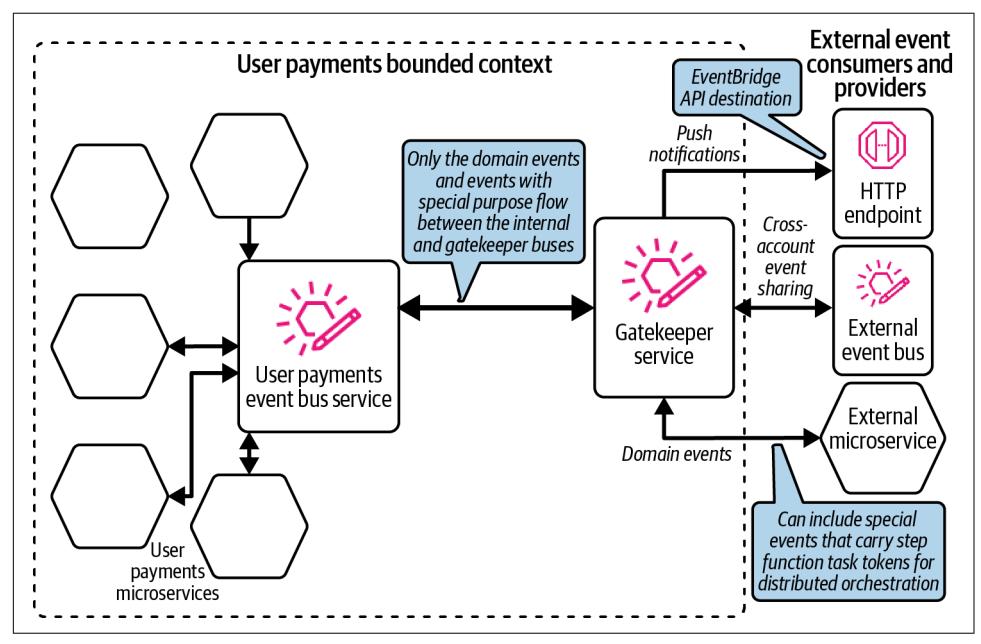 User payments bounded context
External event
consumers and
providers
EventBridge
API destination
Push
notifications
HTTP
endpoint
Only the domain events
and events with
special purpose flow
between the internal
and gatekeeper buses
Cross-
account
event
sharing
User payments
event bus service
Gatekeeper
service
External
event bus
External
microservice
Domain events
User
payments
microservices
Can include special
events that carry step
function task tokens for
distributed orchestration